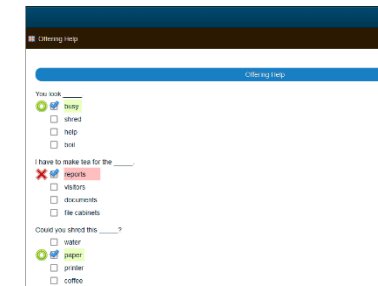 Offering Help
Offering Help
You look _____
busy
shred
help
boil
I have to make tea for the _____.
reports
visitors
documents
file cabinets
Could you shred this _____?
water
paper
printer
coffee